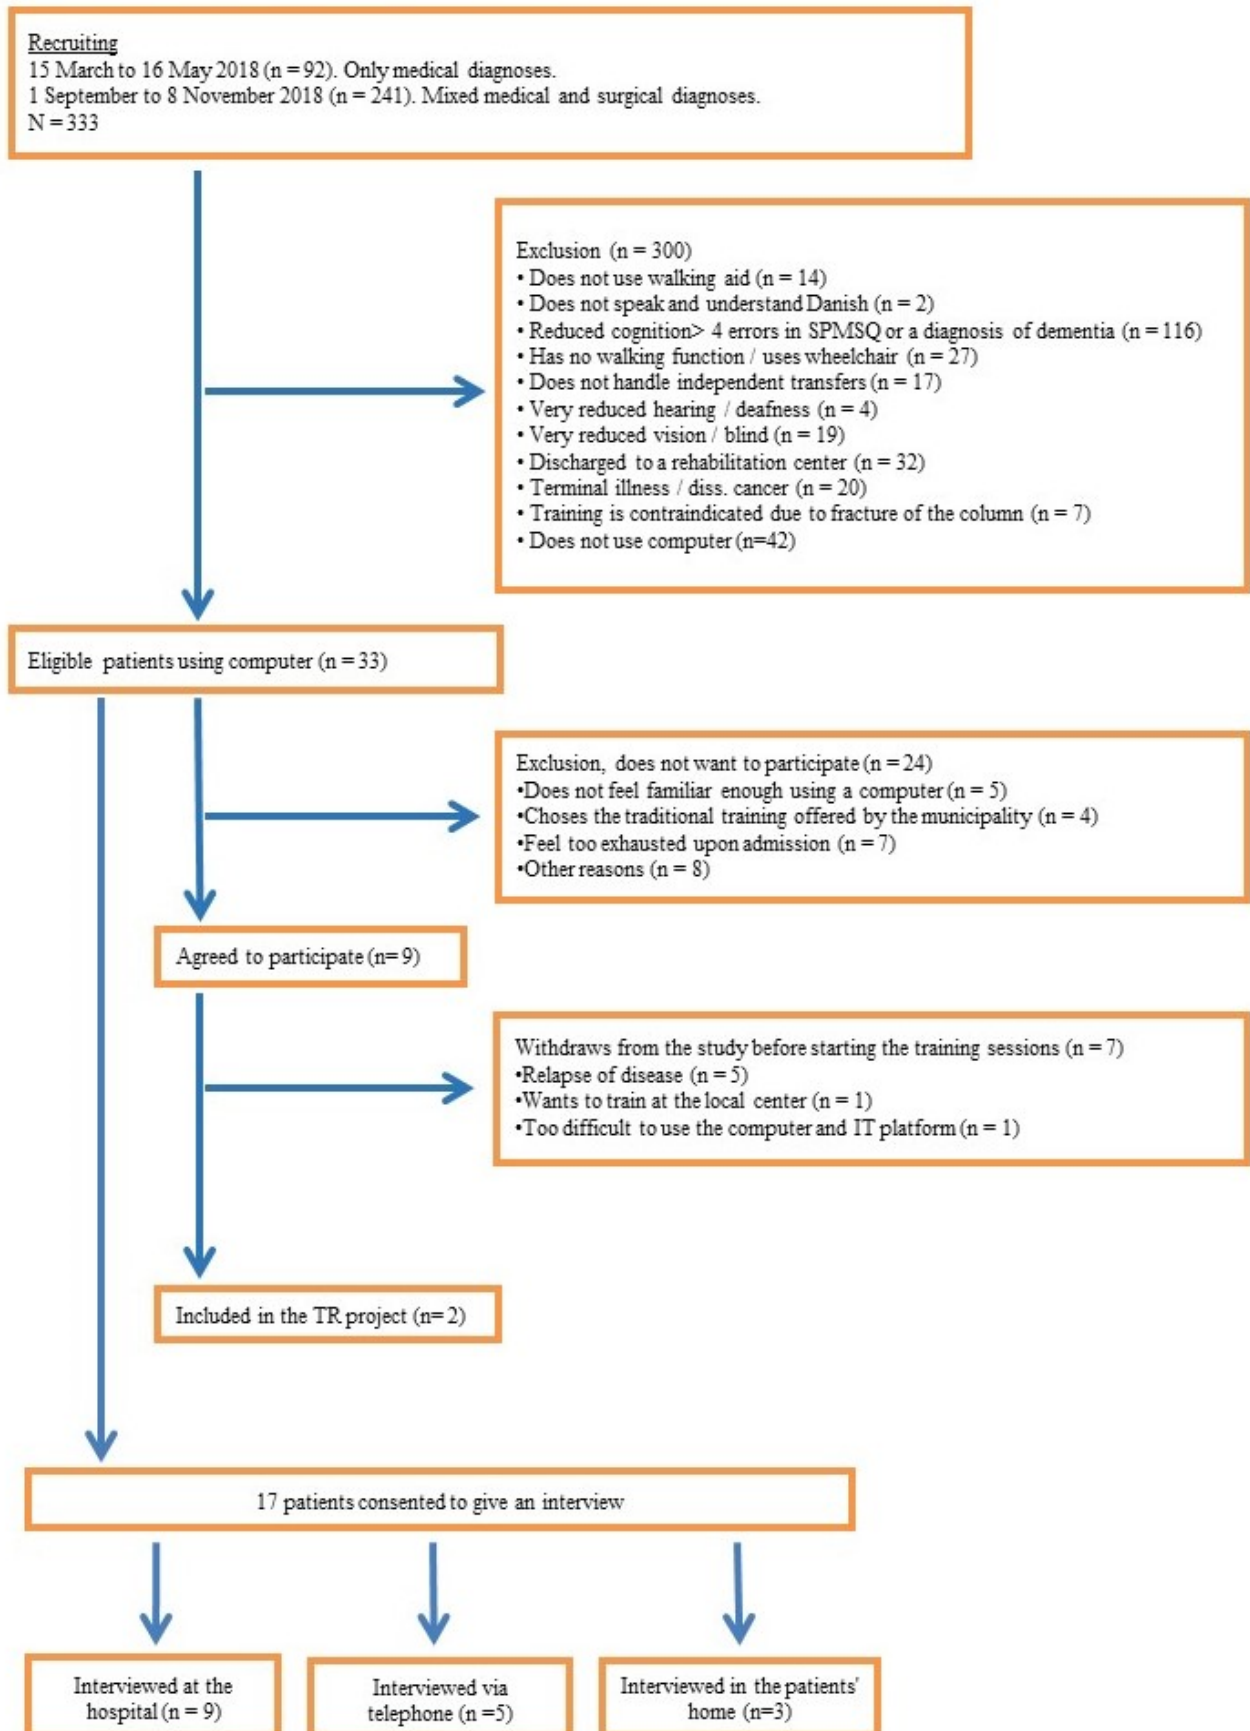 Recruiting
15 March to 16 May 2018 (n = 92). Only medical diagnoses.
1 September to 8 November 2018 (n = 241). Mixed medical and surgical diagnoses.
N = 333
Exclusion (n = 300)
• Does not use walking aid (n = 14)
• Does not speak and understand Danish (n = 2)
• Reduced cognition> 4 errors in SPMSQ or a diagnosis of dementia (n = 116)
• Has no walking function / uses wheelchair (n = 27)
• Does not handle independent transfers (n = 17)
• Very reduced hearing / deafness (n = 4)
• Very reduced vision / blind (n = 19)
• Discharged to a rehabilitation center (n = 32)
• Terminal illness / diss. cancer (n = 20)
• Training is contraindicated due to fracture of the column (n = 7)
• Does not use computer (n=42)
Eligible patients using computer (n = 33)
Exclusion, does not want to participate (n = 24)
•Does not feel familiar enough using a computer (n = 5)
•Choses the traditional training offered by the municipality (n = 4)
•Feel too exhausted upon admission (n = 7)
•Other reasons (n = 8)
Agreed to participate (n= 9)
Withdraws from the study before starting the training sessions (n = 7)
•Relapse of disease (n = 5)
•Wants to train at the local center (n = 1)
•Too difficult to use the computer and IT platform (n = 1)
Included in the TR project (n= 2)
17 patients consented to give an interview
Interviewed at the
hospital (n = 9)
Interviewed via
telephone (n =5)
Interviewed in the patients'
home (n=3)